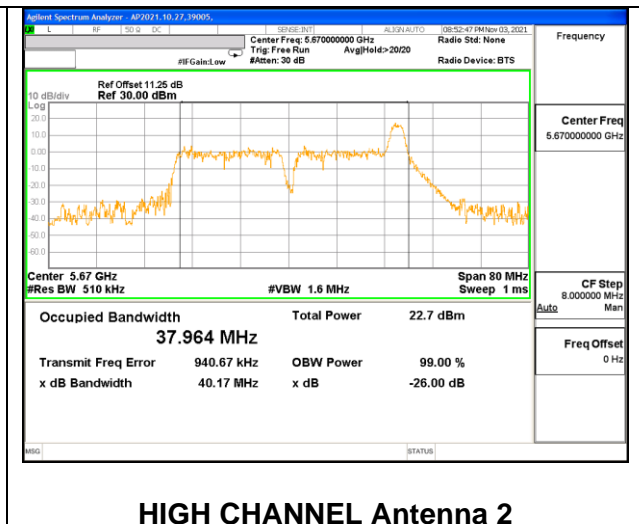 Agilent Spectrum Analyzer - AP2021.10.27,39005,
L RF 50 Ω DC SENSE:INT ALIGN AUTO 08:52:47 PM Nov 03, 2021
Center Freq: 5.670000000 GHz Radio Std: None
Trig: Free Run Avg|Hold:>20/20
#IFGain:Low #Atten: 30 dB Radio Device: BTS
Frequency
Ref Offset 11.25 dB
10 dB/div Ref 30.00 dBm
Log
20.0
10.0
0.00
-10.0
-20.0
-30.0
-40.0
-50.0
-60.0
Center 5.67 GHz Span 80 MHz
#Res BW 510 kHz #VBW 1.6 MHz Sweep 1 ms
Occupied Bandwidth Total Power 22.7 dBm
37.964 MHz
Transmit Freq Error 940.67 kHz OBW Power 99.00 %
x dB Bandwidth 40.17 MHz x dB -26.00 dB
Center Freq
5.670000000 GHz
CF Step
8.000000 MHz
Auto Man
Freq Offset
0 Hz
MSG STATUS
HIGH CHANNEL Antenna 2